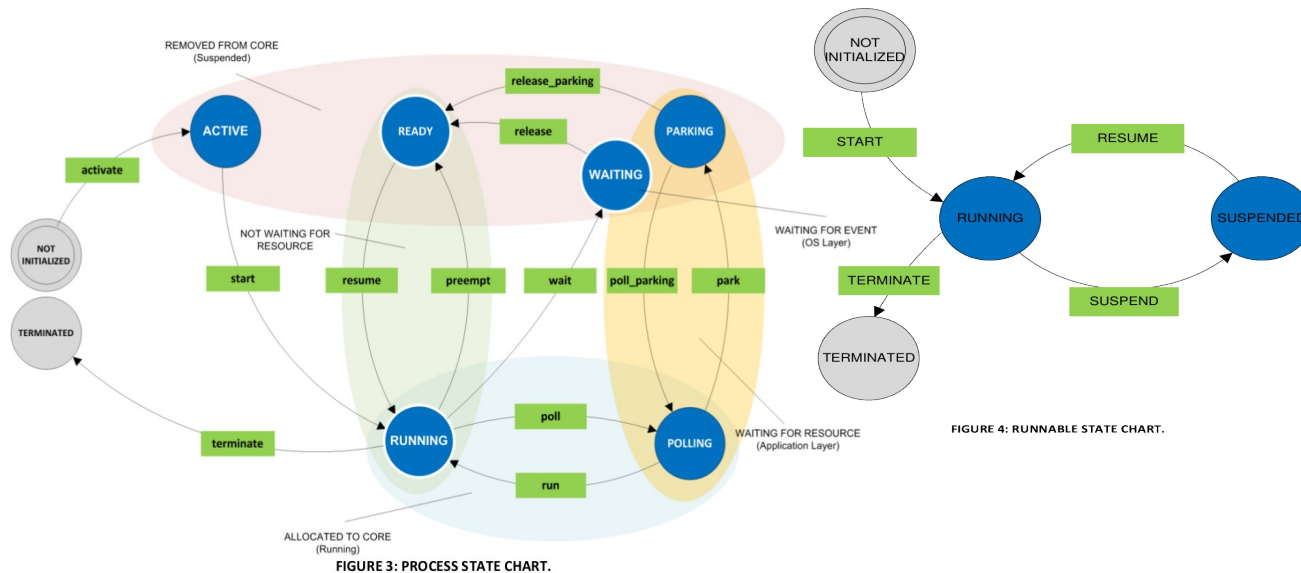 REMOVED FROM CORE
(Suspended)
release_parking
ACTIVE
READY
release
PARKING
activate
WAITING
NOT WAITING FOR
RESOURCE
WAITING FOR EVENT
(OS Layer)
NOT
INITIALIZED
start
resume
preempt
wait
poll_parking
park
TERMINATED
poll
RUNNING
POLLING
terminate
run
WAITING FOR RESOURCE
(Application Layer)
ALLOCATED TO CORE
(Running)
FIGURE 3: PROCESS STATE CHART.
NOT
INITIALIZED
START
RESUME
RUNNING
SUSPENDED
TERMINATE
SUSPEND
TERMINATED
FIGURE 4: RUNNABLE STATE CHART.